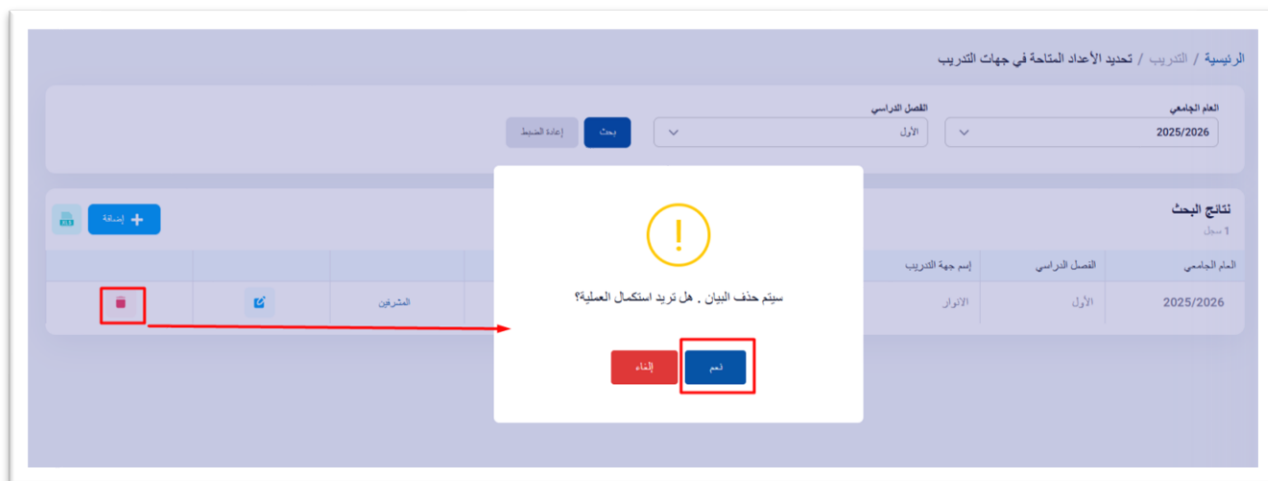 الرئيسية / التدريب / تحديد الأعداد المتاحة في جهات التدريب
العام الجامعي
الفصل الدراسي
2025/2026
الأول
بحث
إعادة الضبط
نتائج البحث
1 سجل
+ إضافة
XLS
العام الجامعي
الفصل الدراسي
إسم جهة التدريب
2025/2026
الأول
الانوار
المشرفين
!
سيتم حذف البيان . هل تريد استكمال العملية؟
نعم
إلغاء